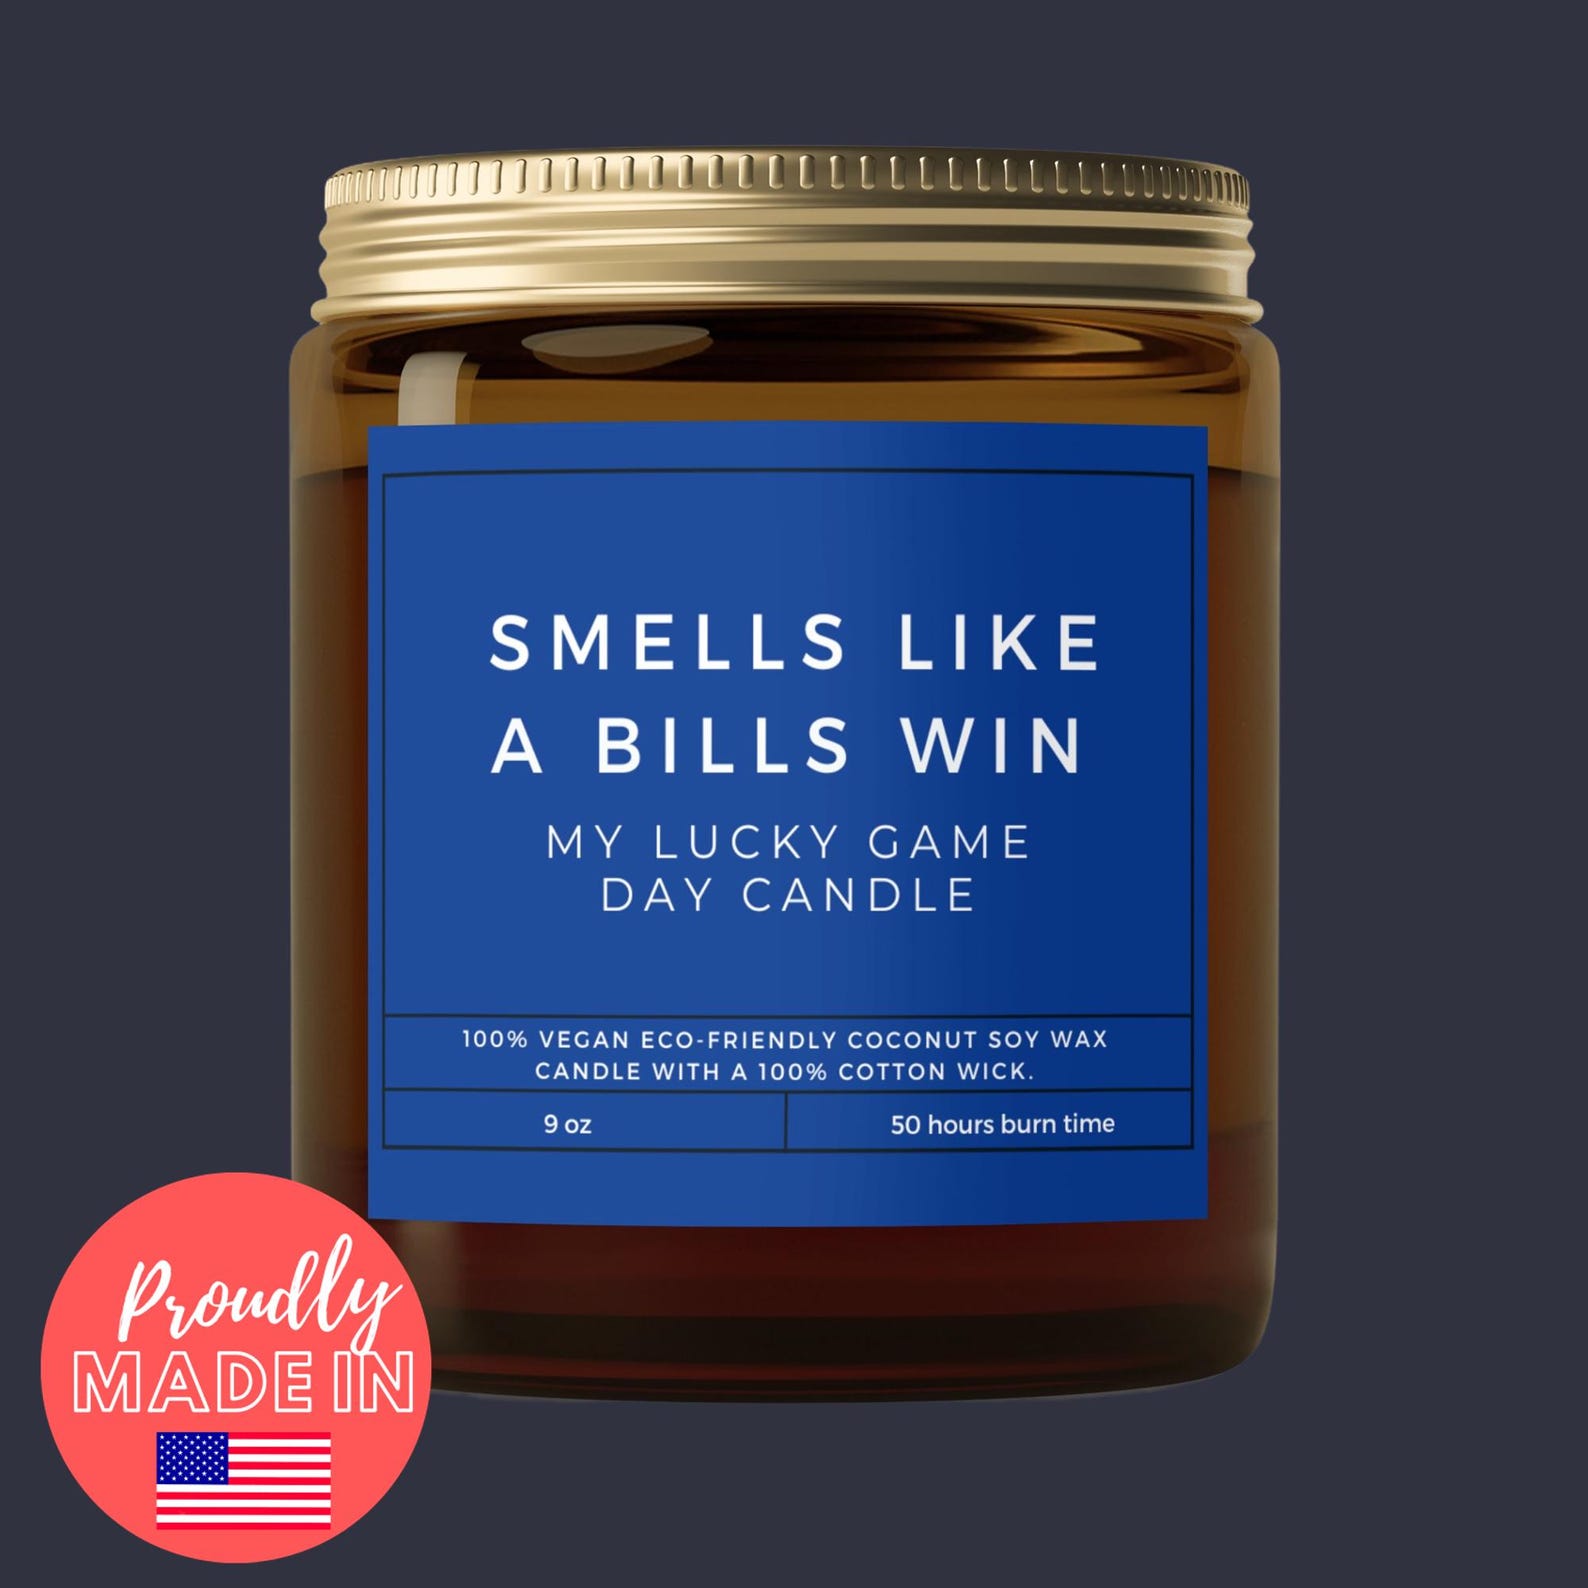 SMELLS LIKE
A BILLS WIN
MY LUCKY GAME
DAY CANDLE
100% VEGAN ECO-FRIENDLY COCONUT SOY WAX
CANDLE WITH A 100% COTTON WICK.
9 oz
50 hours burn time
Proudly
MADE IN